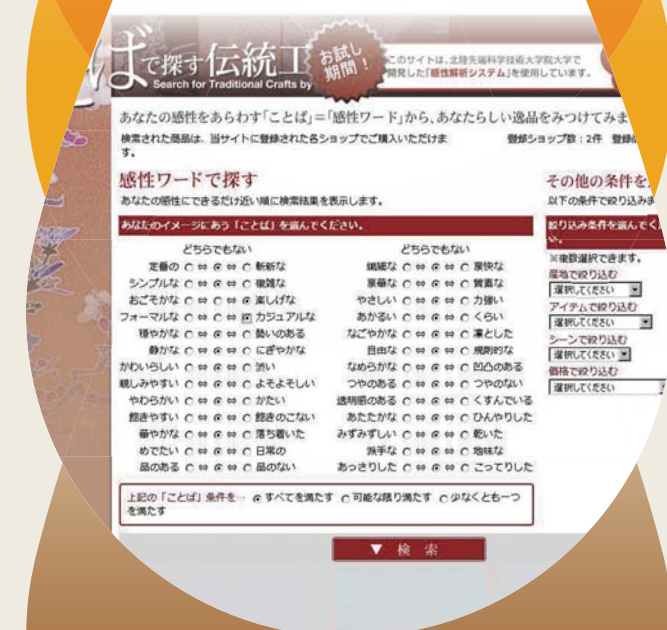 ばで探す伝統工
Search for Traditional Crafts by
お試し
期間！
このサイトは、北陸先端科学技術大学院大学で
開発した「感性解析システム」を使用しています。
あなたの感性をあらわす「ことば」＝「感性ワード」から、あなたらしい逸品をみつけてみま
検索された商品は、当サイトに登録された各ショップでご購入いただけま
す。
登録ショップ数：2件 登録
感性ワードで探す
あなたの感性にできるだけ近い順に検索結果を表示します。
あなたのイメージにあう「ことば」を選んでください。
どちらでもない どちらでもない
定番の ⇔ ⇔ 斬新な 繊細な ⇔ ⇔ 豪快な
シンプルな ⇔ ⇔ 複雑な 豪華な ⇔ ⇔ 質素な
おごそかな ⇔ ⇔ 楽しげな やさしい ⇔ ⇔ 力強い
フォーマルな ⇔ ⇔ カジュアルな あかるい ⇔ ⇔ くらい
穏やかな ⇔ ⇔ 勢いのある なごやかな ⇔ ⇔ 凛とした
静かな ⇔ ⇔ にぎやかな 自由な ⇔ ⇔ 規則的な
かわいらしい ⇔ ⇔ 渋い なめらかな ⇔ ⇔ 凹凸のある
親しみやすい ⇔ ⇔ よそよそしい つやのある ⇔ ⇔ つやのない
やわらかい ⇔ ⇔ かたい 透明感のある ⇔ ⇔ くすんでいる
飽きやすい ⇔ ⇔ 飽きのこない あたたかな ⇔ ⇔ ひんやりした
華やかな ⇔ ⇔ 落ち着いた みずみずしい ⇔ ⇔ 乾いた
めでたい ⇔ ⇔ 日常の 派手な ⇔ ⇔ 地味な
品のある ⇔ ⇔ 品のない あっさりした ⇔ ⇔ こってりした
上記の「ことば」条件を… すべてを満たす 可能な限り満たす 少なくとも一つ
を満たす
▼ 検 索
その他の条件を
以下の条件で絞り込みま
絞り込み条件を選んでく
い。
※複数選択できます。
産地で絞り込む
選択してください
アイテムで絞り込む
選択してください
シーンで絞り込む
選択してください
価格で絞り込む
選択してください